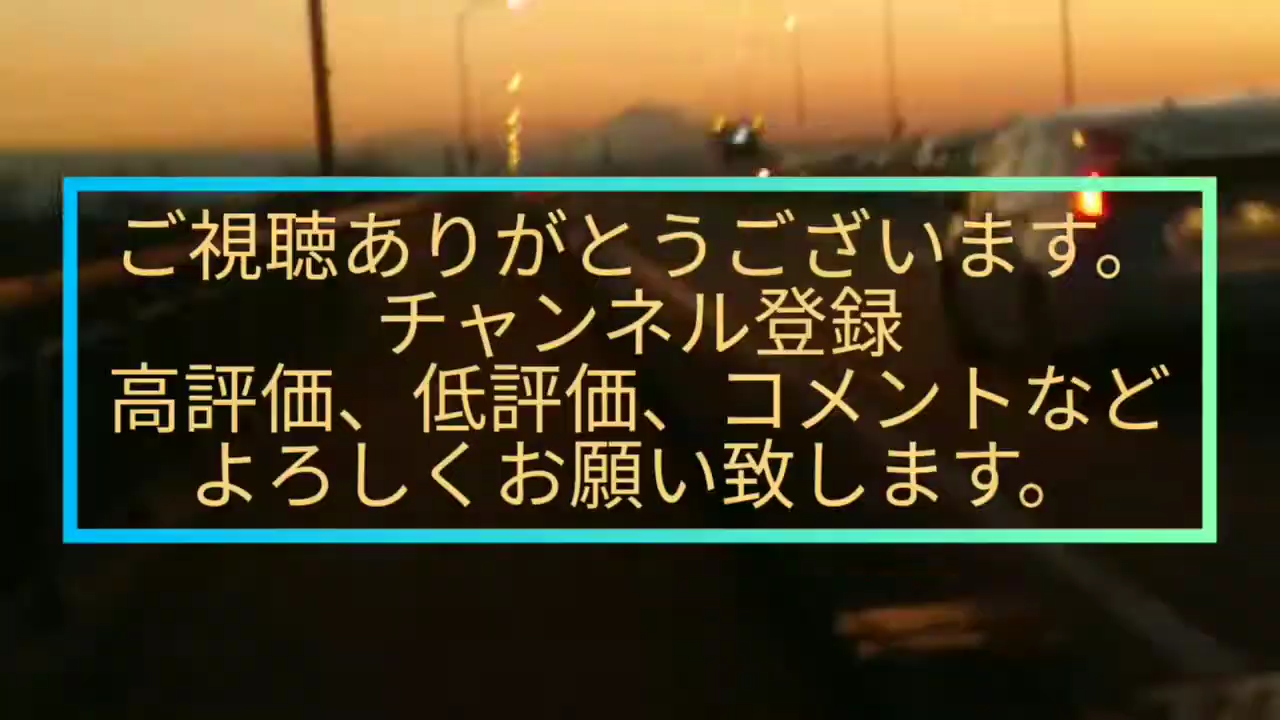 ご視聴ありがとうございます。
チャンネル登録
高評価、低評価、コメントなど
よろしくお願い致します。